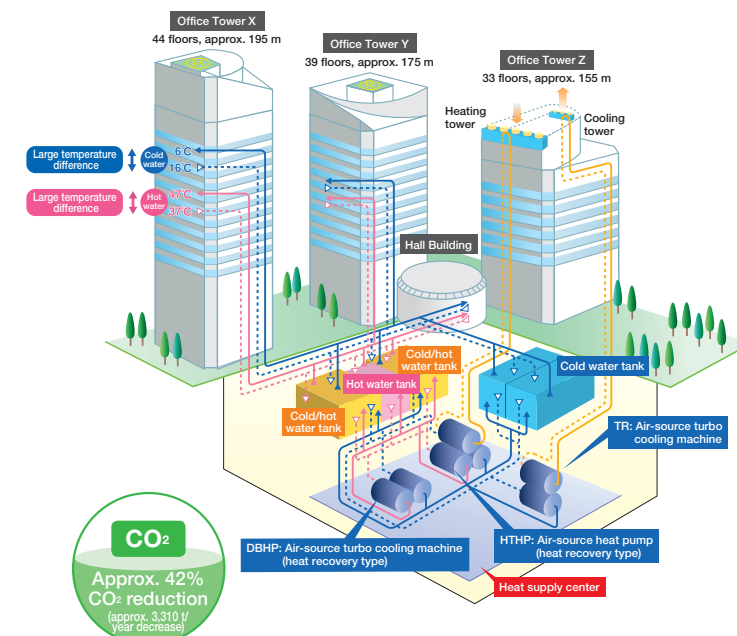 Office Tower X
44 floors, approx. 195 m
Office Tower Y
39 floors, approx. 175 m
Office Tower Z
33 floors, approx. 155 m
Heating
tower
Cooling
tower
Large temperature
difference
Cold
water
6℃
16℃
Large temperature
difference
Hot
water
47℃
37℃
Hall Building
Cold/hot
water tank
Hot water tank
Cold water tank
Cold/hot
water tank
TR: Air-source turbo
cooling machine
DBHP: Air-source turbo cooling machine
(heat recovery type)
HTHP: Air-source heat pump
(heat recovery type)
Heat supply center
CO₂
Approx. 42%
CO₂ reduction
(approx. 3,310 t/
year decrease)